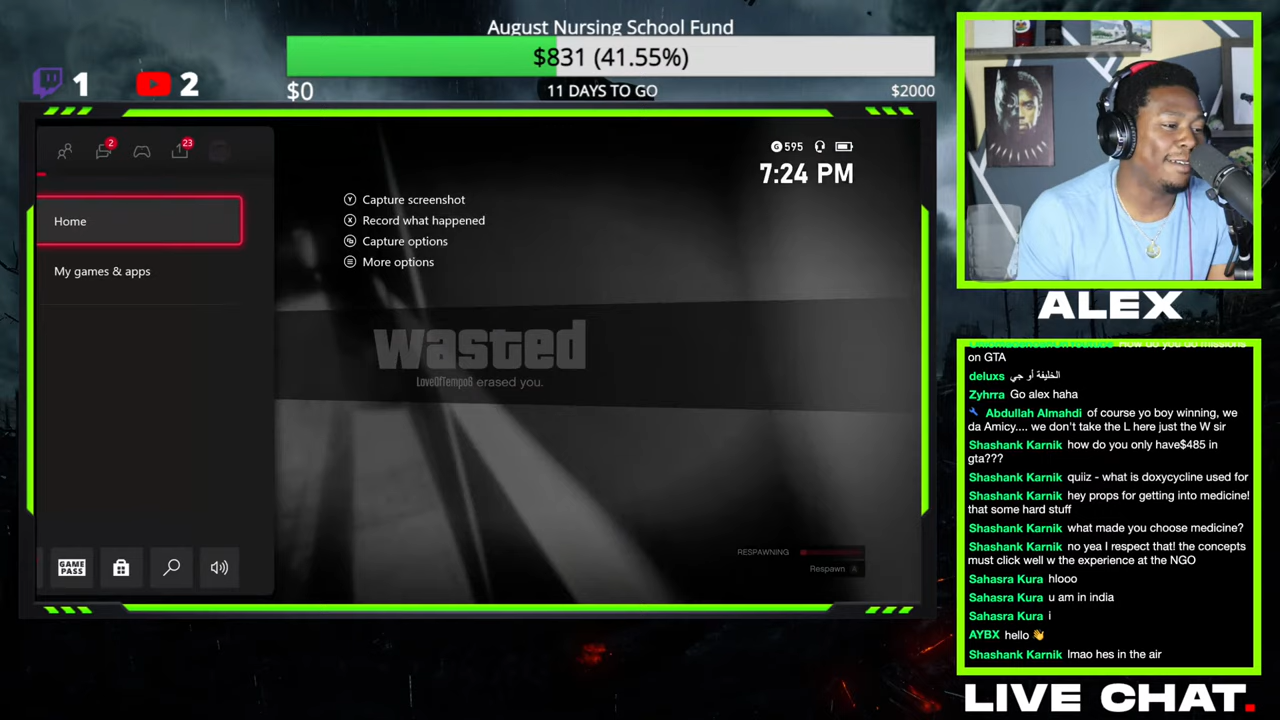 August Nursing School Fund
$831 (41.55%)
1
2
$0
11 DAYS TO GO
$2000
2
23
Home
My games & apps
GAME
PASS
Capture screenshot
Record what happened
Capture options
More options
G 595
7:24 PM
wasted
LoveOfTempo8 erased you.
RESPAWNING
Respawn A
ALEX
on GTA
deluxs الخليفة أو جي
Zyhrra Go alex haha
Abdullah Almahdi of course yo boy winning, we
da Amicy.... we don't take the L here just the W sir
Shashank Karnik how do you only have$485 in
gta???
Shashank Karnik quiiz - what is doxycycline used for
Shashank Karnik hey props for getting into medicine!
that some hard stuff
Shashank Karnik what made you choose medicine?
Shashank Karnik no yea I respect that! the concepts
must click well w the experience at the NGO
Sahasra Kura hlooo
Sahasra Kura u am in india
Sahasra Kura i
AYBX hello 👋
Shashank Karnik lmao hes in the air
LIVE CHAT.